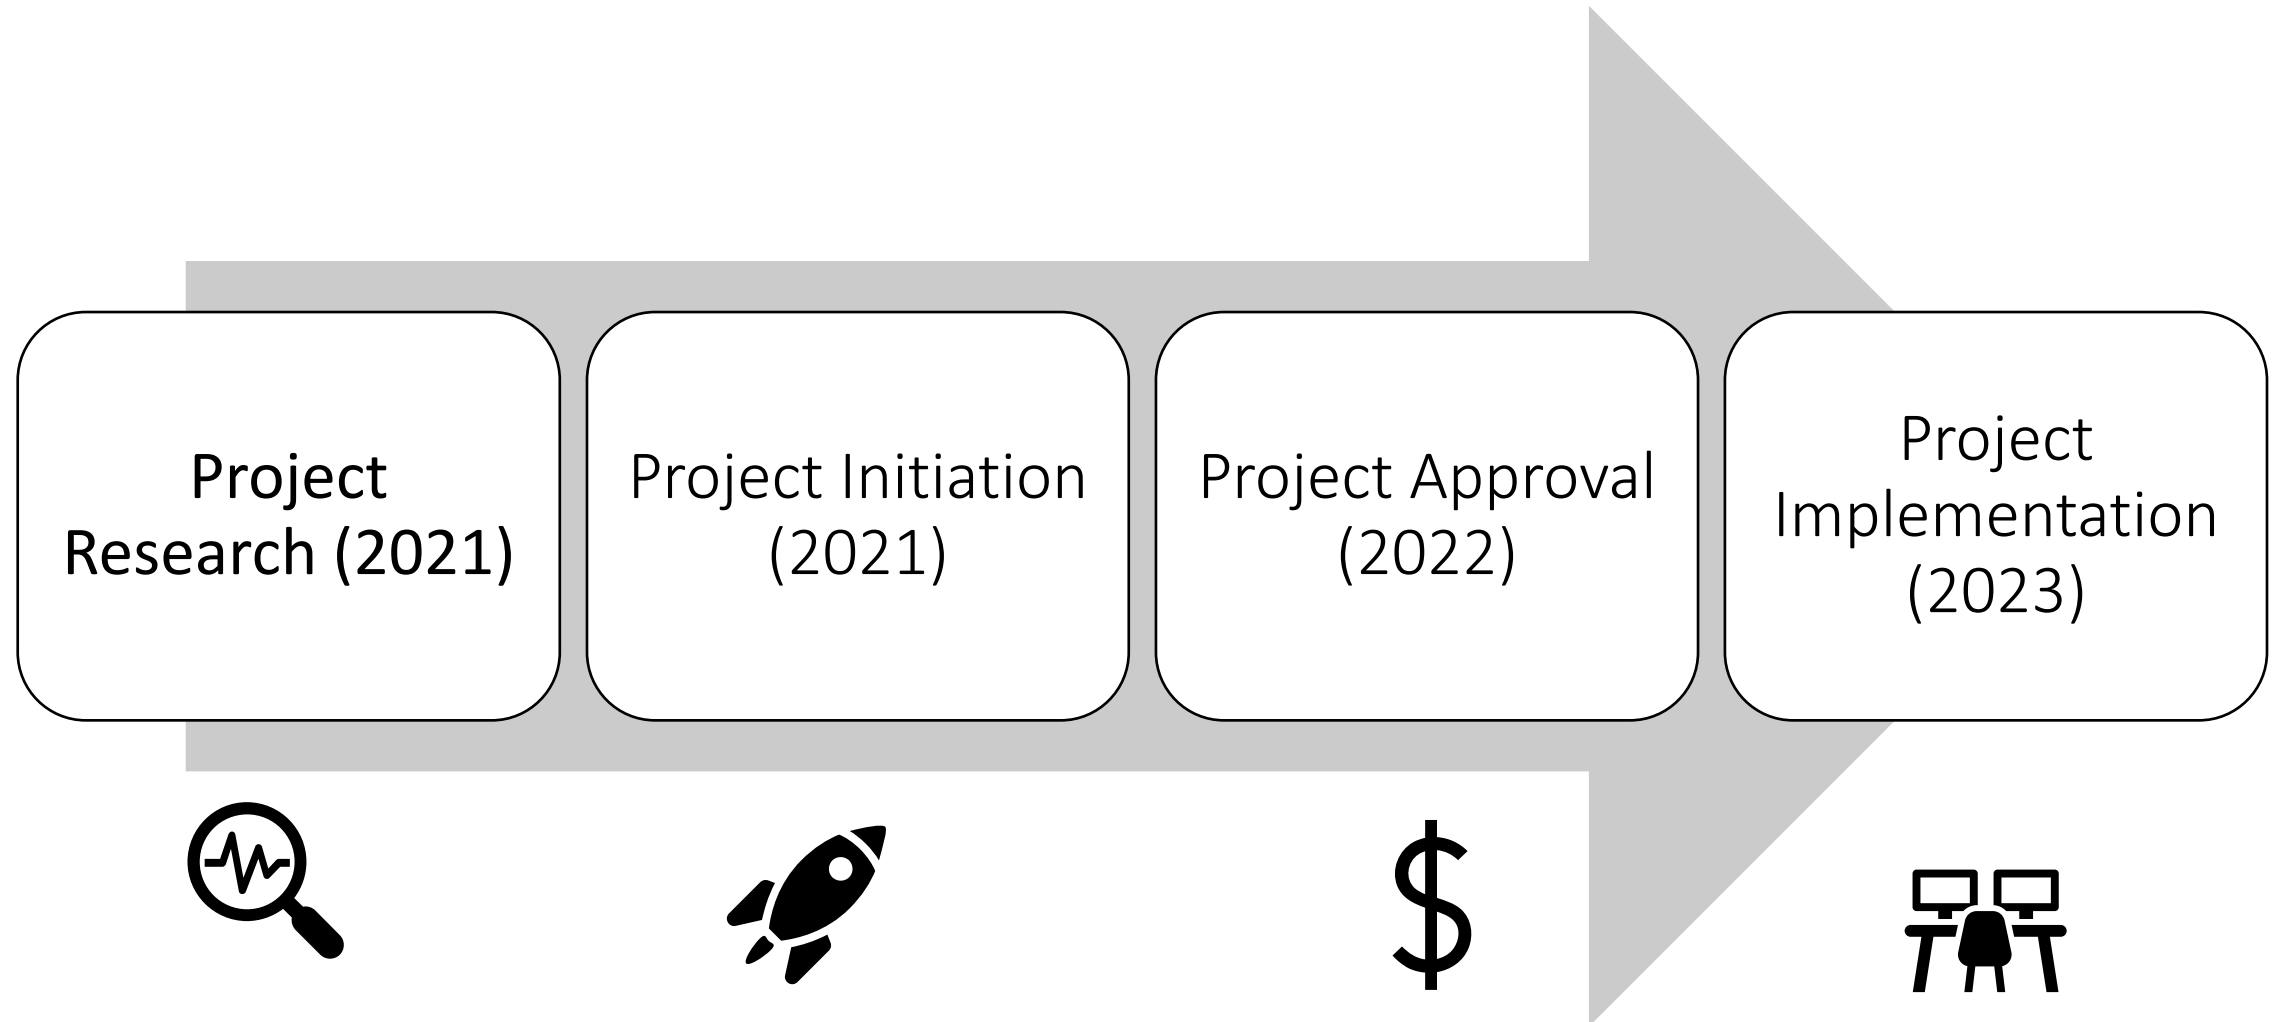 Project
Research (2021)
Project Initiation
(2021)
Project Approval
(2022)
Project
Implementation
(2023)